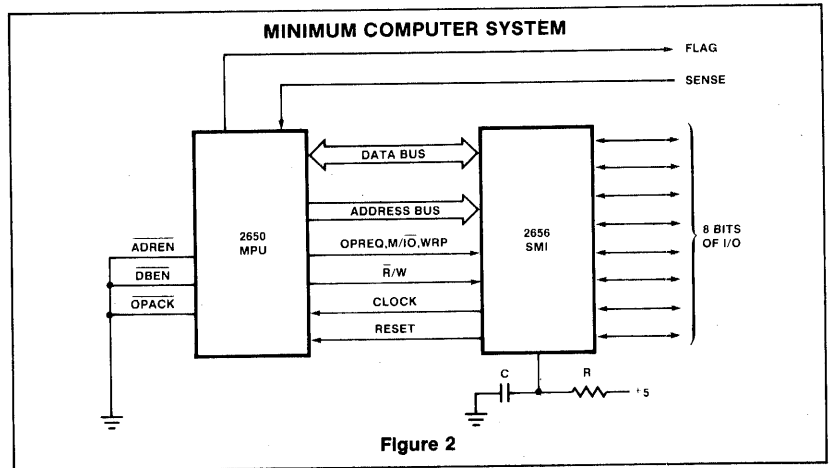 MINIMUM COMPUTER SYSTEM
FLAG
SENSE
DATA BUS
ADDRESS BUS
2650
MPU
2656
SMI
8 BITS
OF I/O
ADREN
DBEN
OPACK
OPREQ,M/IO,WRP
R/W
CLOCK
RESET
C
R
+5
Figure 2